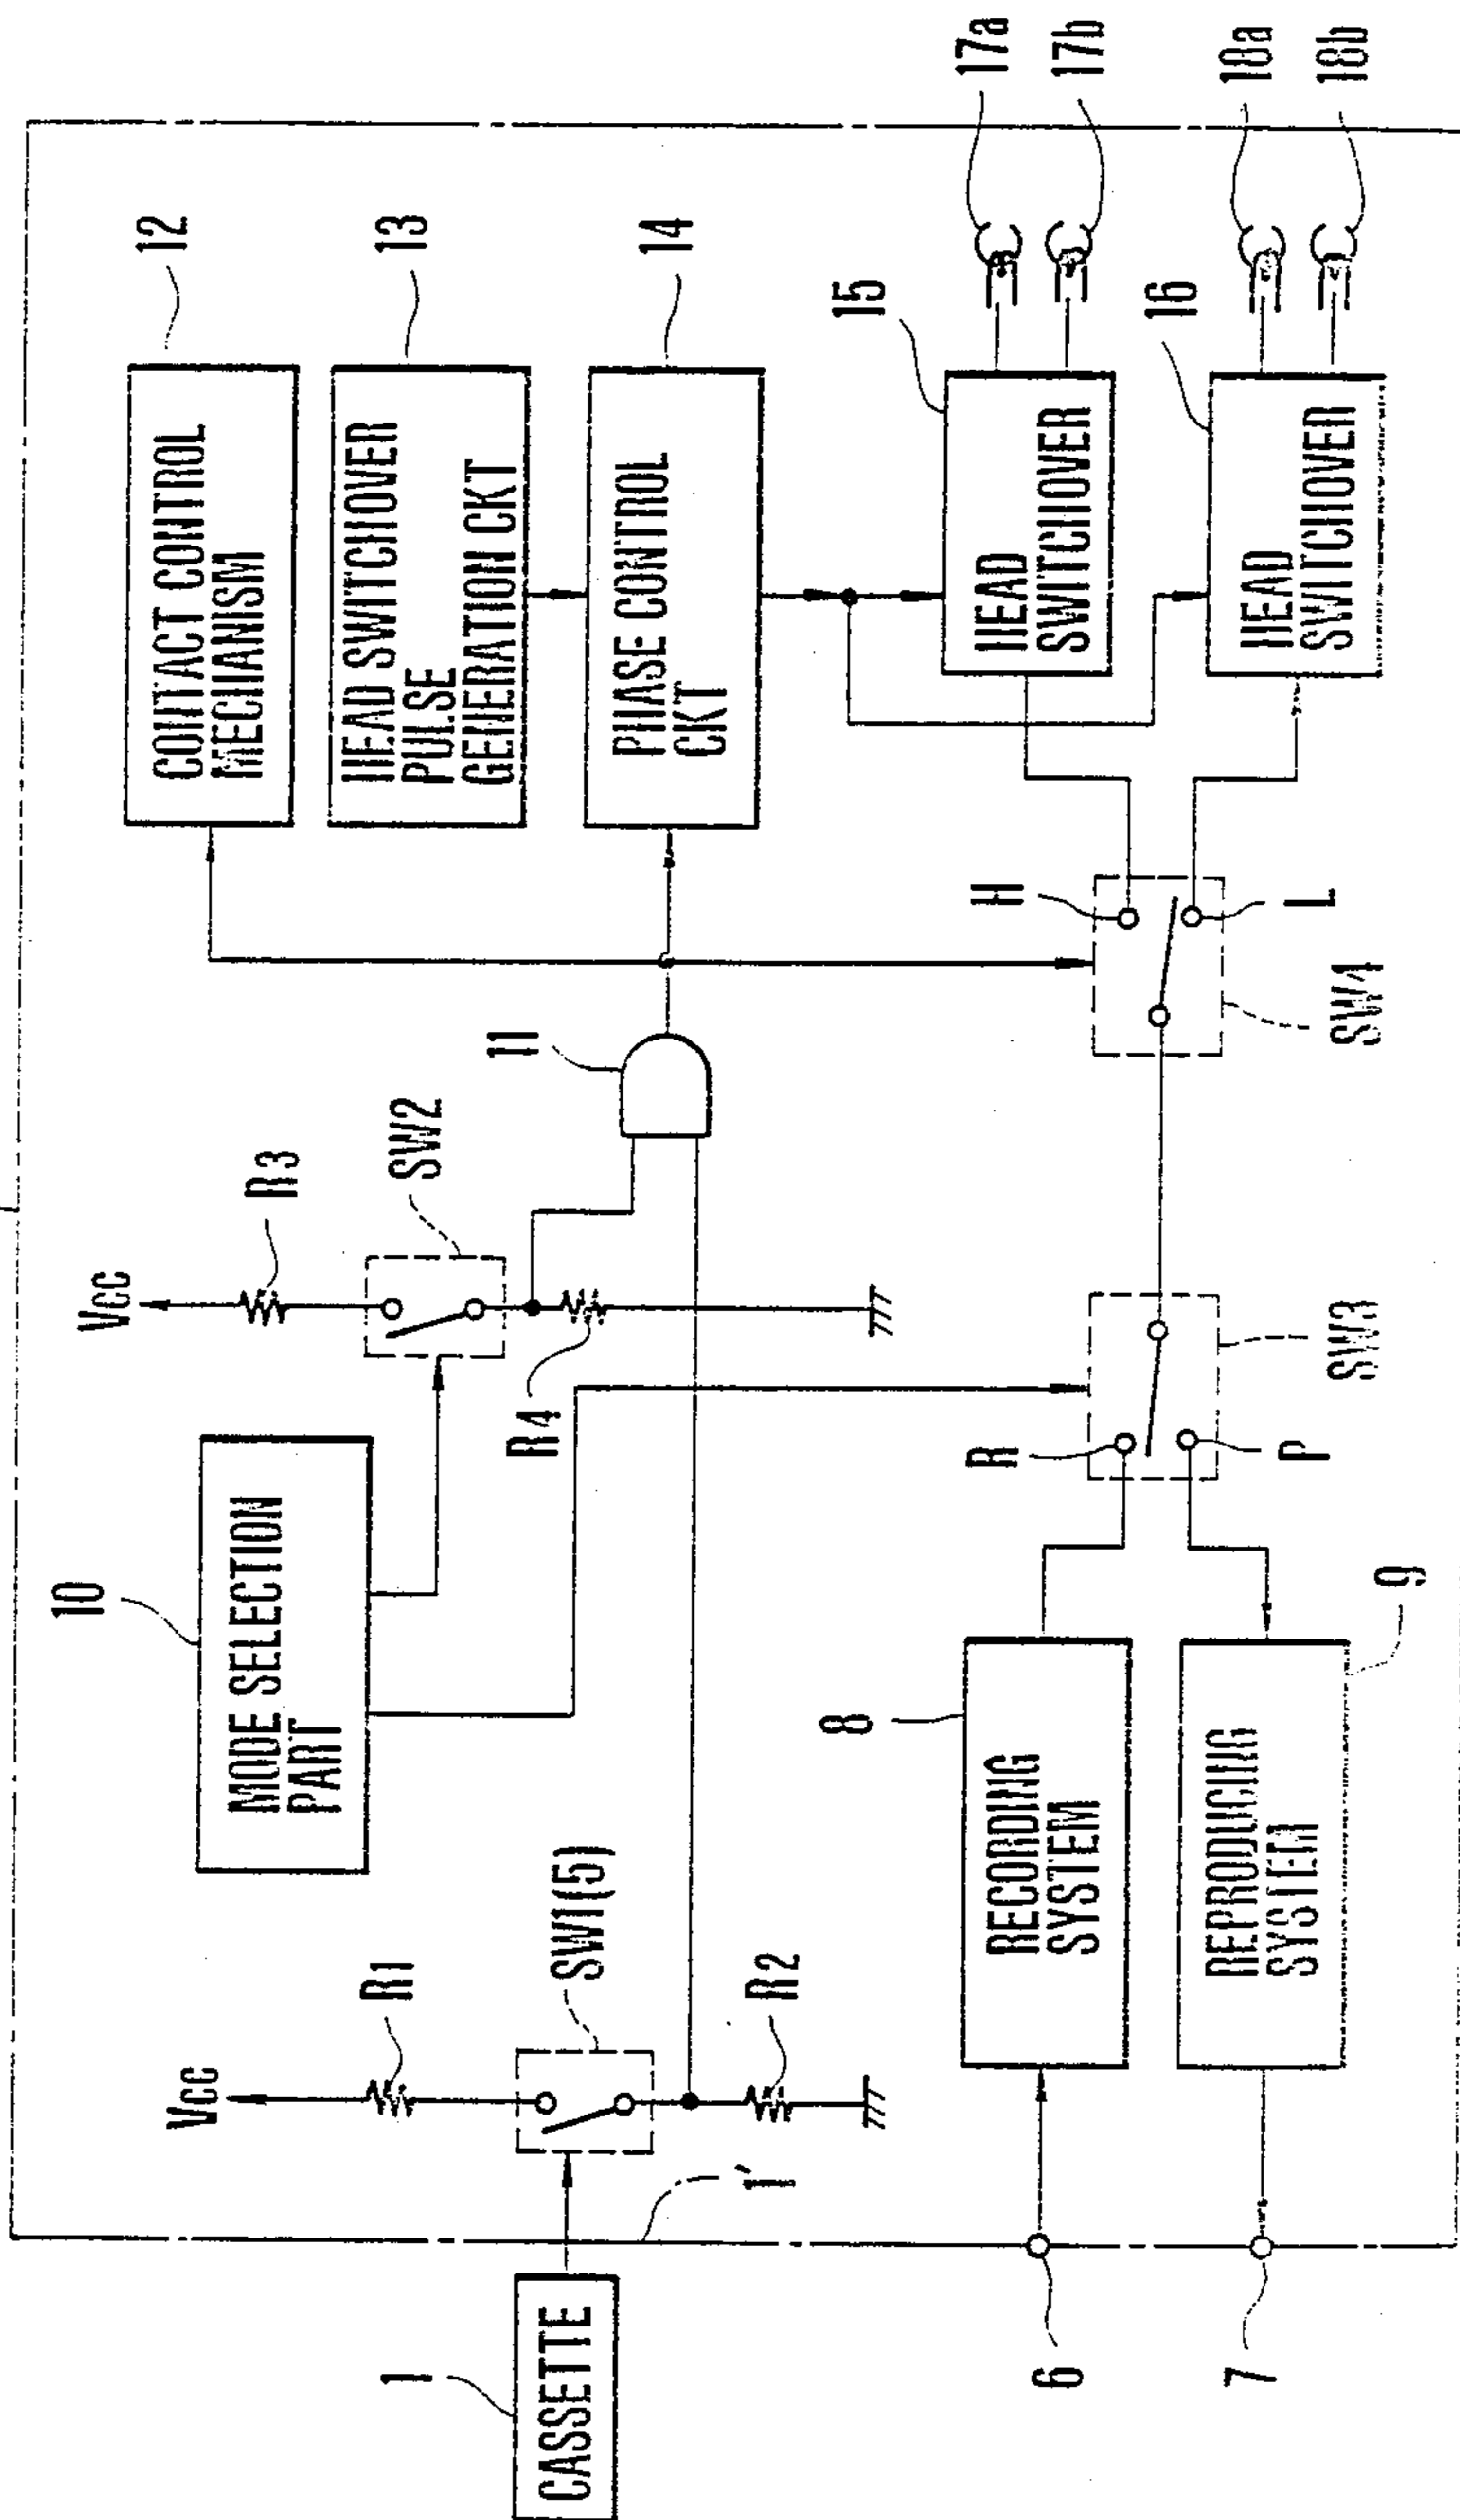 12
CONTACT CONTROL
MECHANISM
13
HEAD SWITCHOVER
PULSE
GENERATION CKT
14
PHASE CONTROL
CKT
15
HEAD
SWITCHOVER
16
HEAD
SWITCHOVER
17a
17b
18a
18b
H
L
SW4
11
SW2
R3
Vcc
R4
10
MODE SELECTION
PART
R
P
SW3
8
RECORDING
SYSTEM
9
REPRODUCING
SYSTEM
Vcc
R1
SW1(5)
R2
1'
1
CASSETTE
6
7